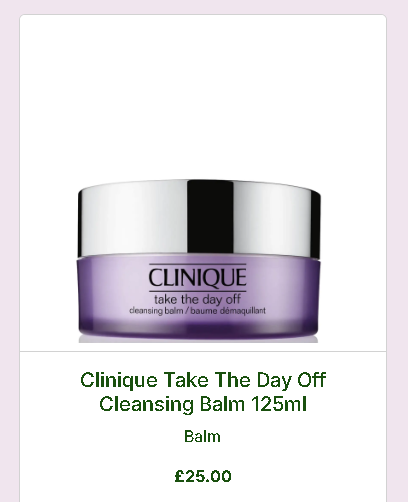 CLINIQUE
take the day off
cleansing balm / baume démaquillant
Clinique Take The Day Off
Cleansing Balm 125ml
Balm
£25.00